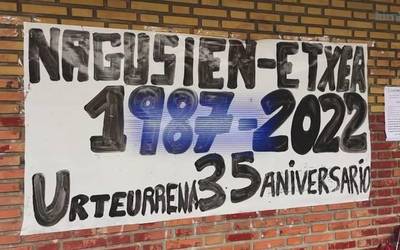 NAGUSIEN-ETXEA
1987-2022
URTEURRENA 35 ANIVERSARIO